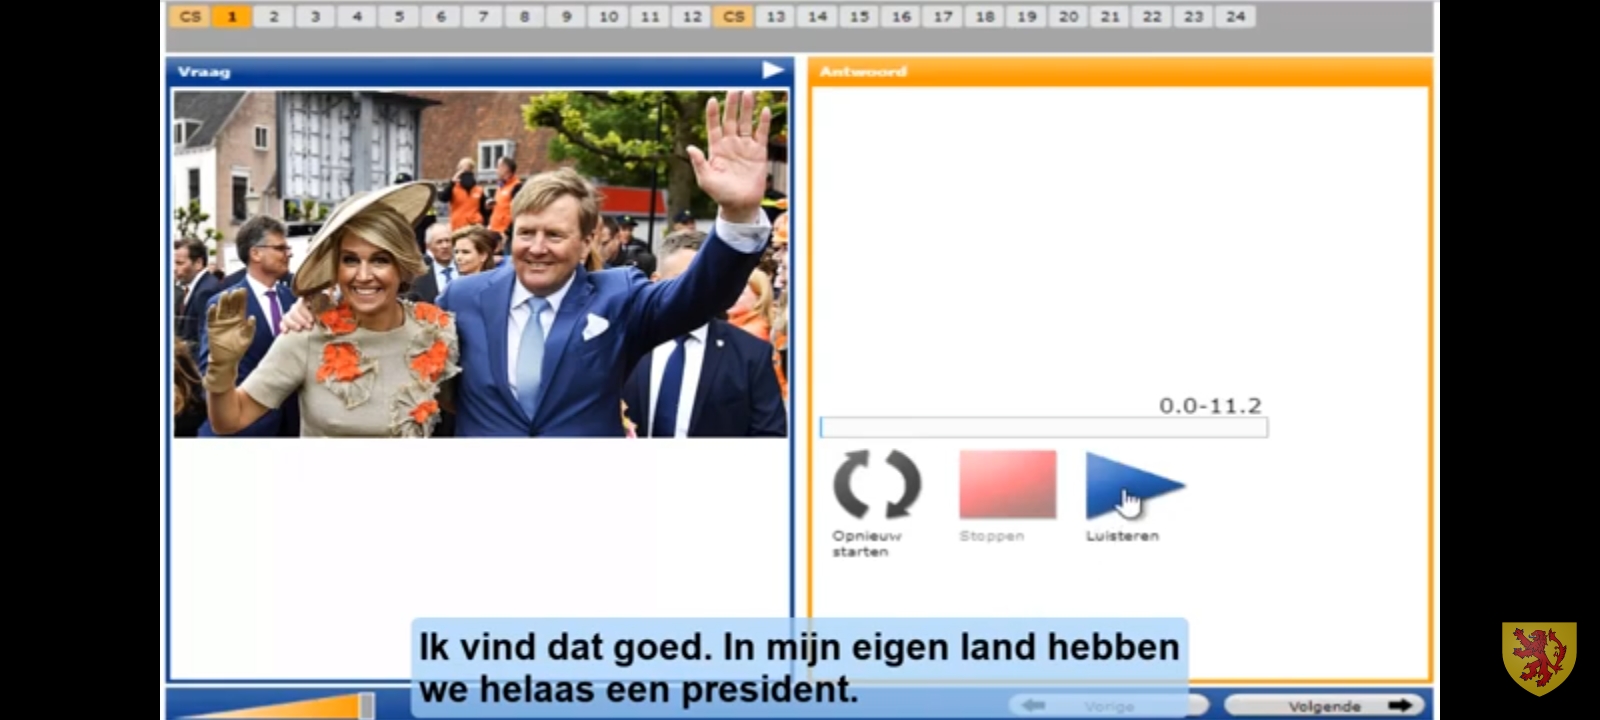 CS 1 2 3 4 5 6 7 8 9 10 11 12 CS 13 14 15 16 17 18 19 20 21 22 23 24
Vraag
Antwoord
0.0-11.2
Opnieuw
starten
Stoppen
Luisteren
Ik vind dat goed. In mijn eigen land hebben
we helaas een president.
Vorige
Volgende